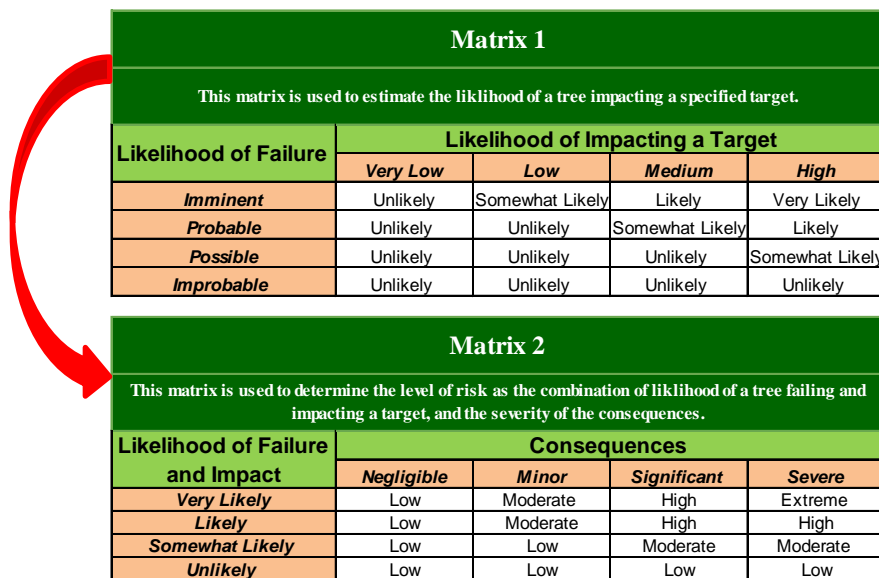 Matrix 1
This matrix is used to estimate the liklihood of a tree impacting a specified target.
Likelihood of Failure
Likelihood of Impacting a Target
Very Low Low Medium High
Imminent Unlikely Somewhat Likely Likely Very Likely
Probable Unlikely Unlikely Somewhat Likely Likely
Possible Unlikely Unlikely Unlikely Somewhat Likely
Improbable Unlikely Unlikely Unlikely Unlikely
Matrix 2
This matrix is used to determine the level of risk as the combination of liklihood of a tree failing and
impacting a target, and the severity of the consequences.
Likelihood of Failure
and Impact
Consequences
Negligible Minor Significant Severe
Very Likely Low Moderate High Extreme
Likely Low Moderate High High
Somewhat Likely Low Low Moderate Moderate
Unlikely Low Low Low Low